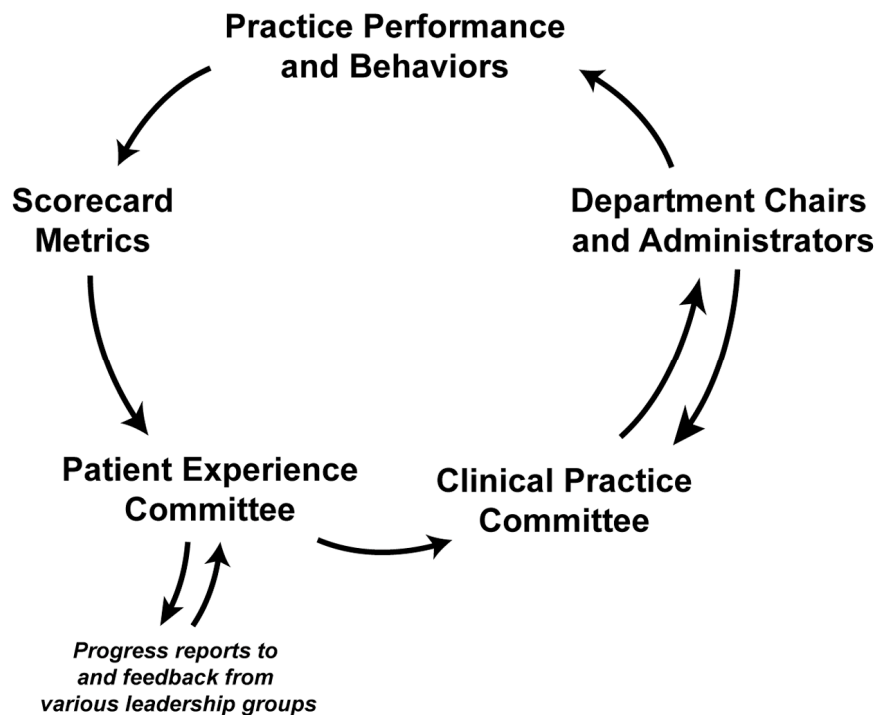 Practice Performance
and Behaviors
Scorecard
Metrics
Department Chairs
and Administrators
Patient Experience
Committee
Clinical Practice
Committee
Progress reports to
and feedback from
various leadership groups